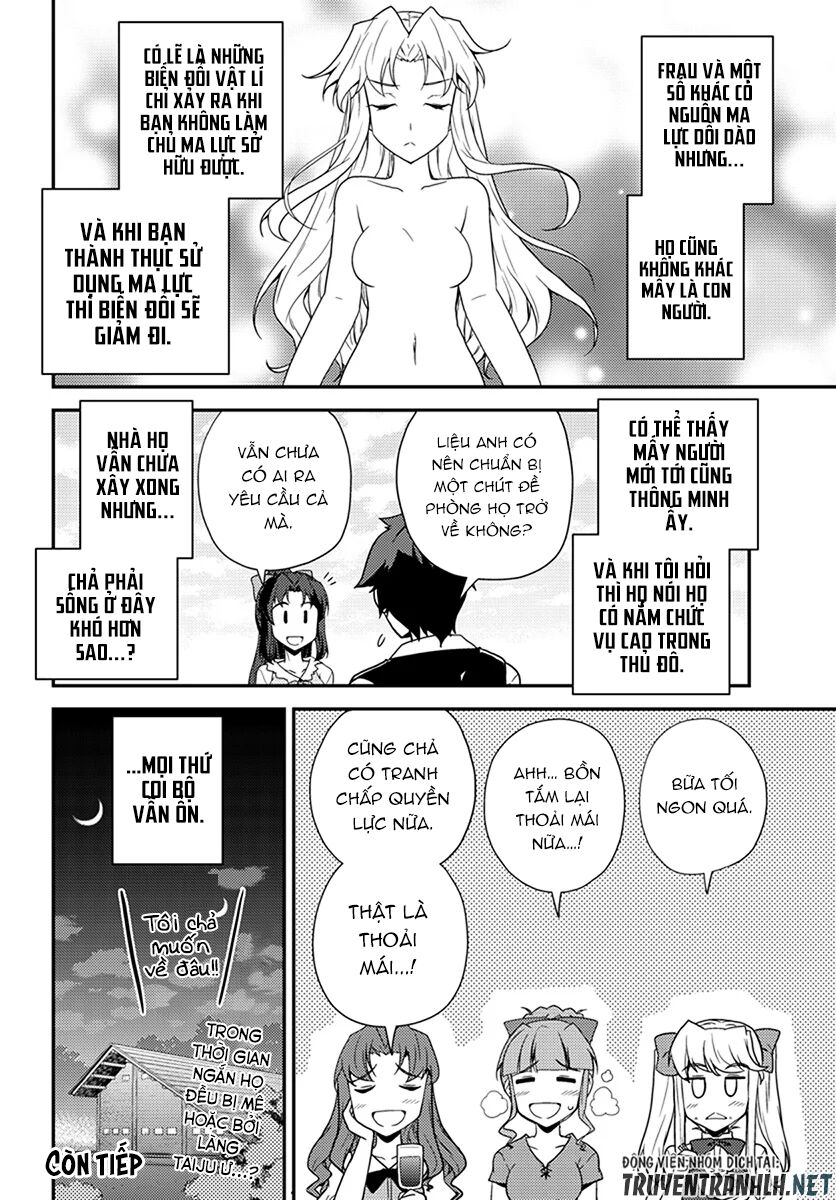 FRAU VÀ MỘT
SỐ KHÁC CÓ
NGUỒN MA
LỰC DỒI DÀO
NHƯNG...
HỌ CŨNG
KHÔNG KHÁC
MẤY LÀ CON
NGƯỜI.
CÓ LẼ LÀ NHỮNG
BIẾN ĐỔI VẬT LÍ
CHỈ XẢY RA KHI
BẠN KHÔNG LÀM
CHỦ MA LỰC SỞ
HỮU ĐƯỢC.
VÀ KHI BẠN
THÀNH THỤC SỬ
DỤNG MA LỰC
THÌ BIẾN ĐỔI SẼ
GIẢM ĐI.
CÓ THỂ THẤY
MẤY NGƯỜI
MỚI TỚI CŨNG
THÔNG MINH
ẤY.
VÀ KHI TÔI HỎI
THÌ HỌ NÓI HỌ
CÓ NẮM CHỨC
VỤ CAO TRONG
THỦ ĐÔ.
LIỆU ANH CÓ
NÊN CHUẨN BỊ
MỘT CHÚT ĐỀ
PHÒNG HỌ TRỞ
VỀ KHÔNG?
VẪN CHƯA
CÓ AI RA
YÊU CẦU CẢ
MÀ.
NHÀ HỌ
VẪN CHƯA
XÂY XONG
NHƯNG...
CHẢ PHẢI
SỐNG Ở ĐÂY
KHÓ HƠN
SAO...?
BỮA TỐI
NGON QUÁ.
AHH... BỒN
TẮM LẠI
THOẢI MÁI
NỮA...!
CŨNG CHẢ
CÓ TRANH
CHẤP QUYỀN
LỰC NỮA.
THẬT LÀ
THOẢI
MÁI...!
...MỌI THỨ
COI BỘ
VẪN ỔN.
Tôi chả
muốn
về đâu!!
TRONG
THỜI GIAN
NGẮN HỌ
ĐỀU BỊ MÊ
HOẶC BỞI
LÀNG
TAIJU Ư...?
CÒN TIẾP
ĐỘNG VIÊN NHÓM DỊCH TẠI:
TRUYENTRANHLH.NET